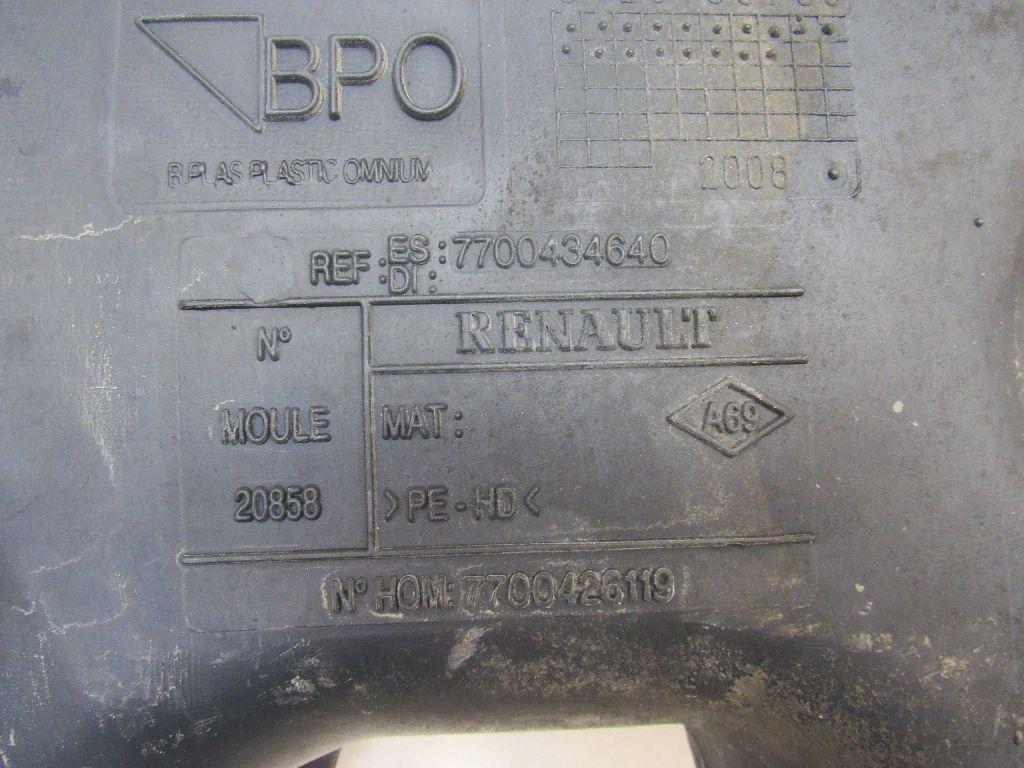 BPO
B.PLAS PLASTIC OMNIUM
2008
REF: ES: 7700434640
DI:
RENAULT
N°
MOULE
20858
MAT:
A69
>PE-HD<
N° HOM: 7700426119